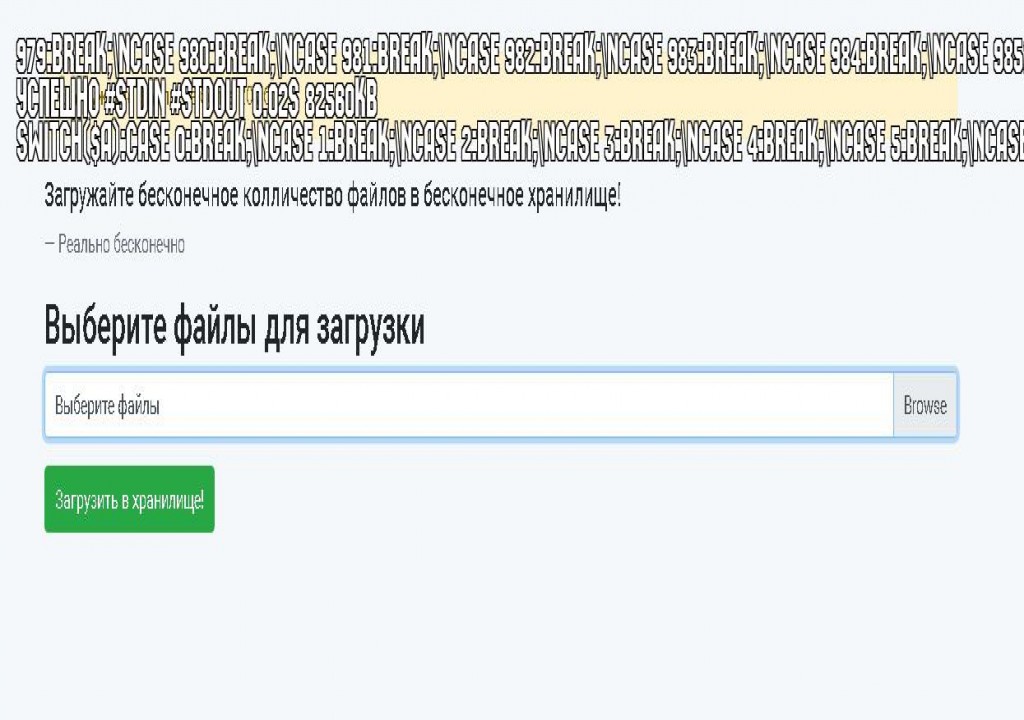 979:BREAK;\NCASE 980:BREAK;\NCASE 981:BREAK;\NCASE 982:BREAK;\NCASE 983:BREAK;\NCASE 984:BREAK;\NCASE 985
УСПЕШНО #STDIN #STDOUT 0.02S 82560KB
SWITCH($A):CASE 0:BREAK;\NCASE 1:BREAK;\NCASE 2:BREAK;\NCASE 3:BREAK;\NCASE 4:BREAK;\NCASE 5:BREAK;\NCASE
Загружайте бесконечное колличество файлов в бесконечное хранилище!
— Реально бесконечно
Выберите файлы для загрузки
Выберите файлы
Browse
Загрузить в хранилище!